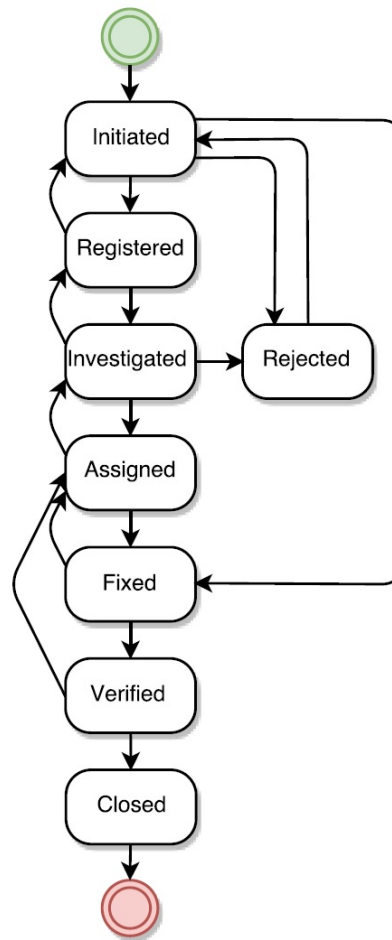 Initiated
Registered
Investigated
Rejected
Assigned
Fixed
Verified
Closed